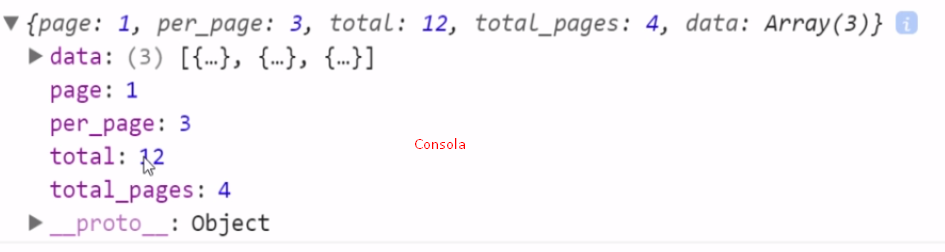 ▼{page: 1, per_page: 3, total: 12, total_pages: 4, data: Array(3)} i
▶data: (3) [{…}, {…}, {…}]
page: 1
per_page: 3
Consola
total: 12
total_pages: 4
▶__proto__: Object